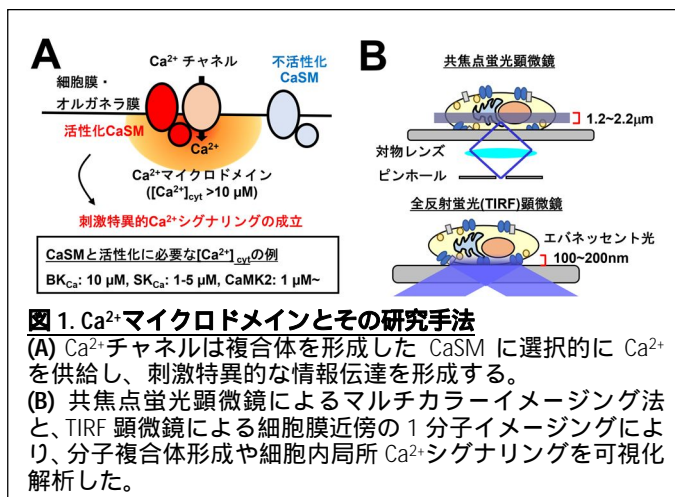 A
Ca²⁺ チャネル
不活性化
CaSM
細胞膜・
オルガネラ膜
活性化CaSM
Ca²⁺
Ca²⁺マイクロドメイン
([Ca²⁺]cyt >10 μM)
刺激特異的Ca²⁺シグナリングの成立
CaSMと活性化に必要な[Ca²⁺]cytの例
BKCa: 10 μM, SKCa: 1-5 μM, CaMK2: 1 μM~
B
共焦点蛍光顕微鏡
1.2~2.2μm
対物レンズ
ピンホール
全反射蛍光(TIRF)顕微鏡
エバネッセント光
100~200nm
図 1. Ca²⁺マイクロドメインとその研究手法
(A) Ca²⁺チャネルは複合体を形成した CaSM に選択的に Ca²⁺
を供給し、刺激特異的な情報伝達を形成する。
(B) 共焦点蛍光顕微鏡によるマルチカラーイメージング法
と、TIRF 顕微鏡による細胞膜近傍の 1 分子イメージングによ
り、分子複合体形成や細胞内局所 Ca²⁺シグナリングを可視化
解析した。